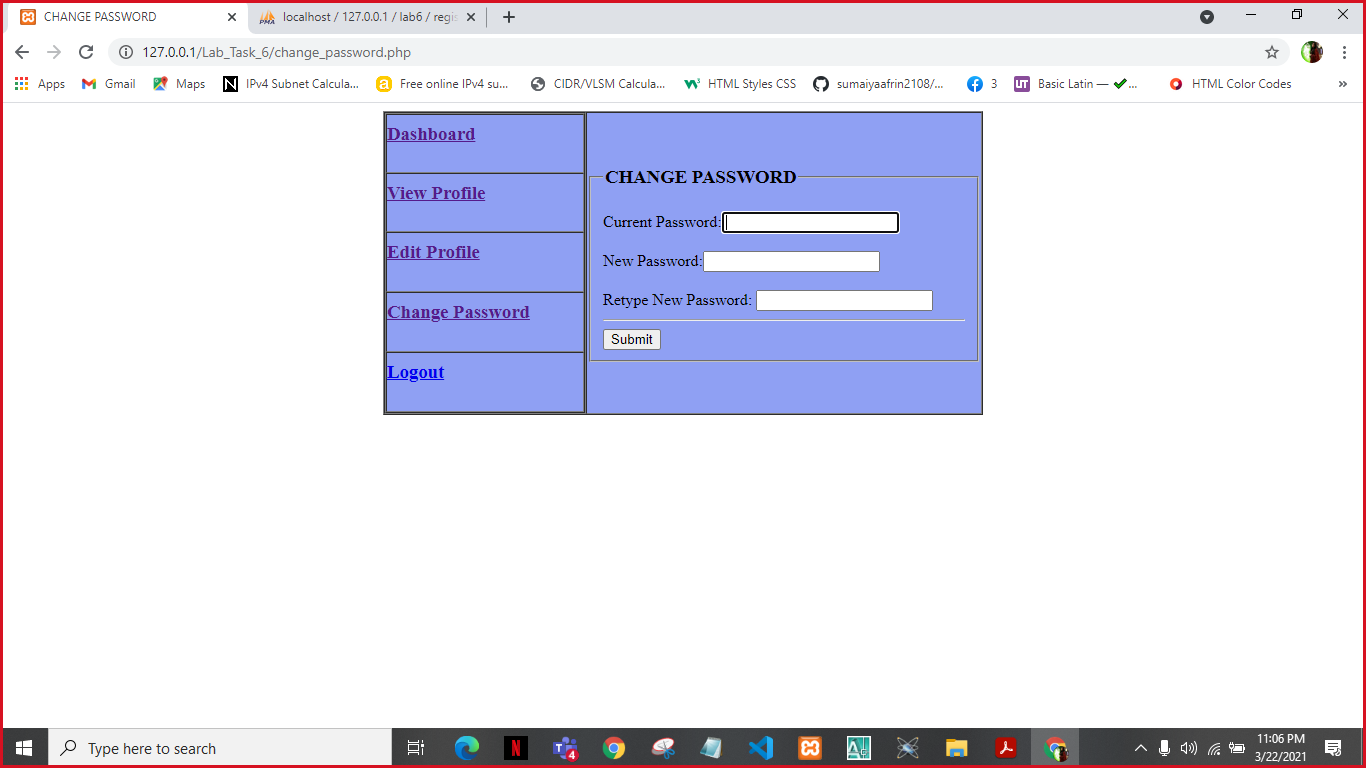 CHANGE PASSWORD
localhost / 127.0.0.1 / lab6 / regis
127.0.0.1/Lab_Task_6/change_password.php
Apps Gmail Maps N IPv4 Subnet Calcula... a Free online IPv4 su... CIDR/VLSM Calcula... HTML Styles CSS sumaiyaafrin2108/... 3 UT Basic Latin — ✔... HTML Color Codes »
Dashboard
View Profile
Edit Profile
Change Password
Logout
CHANGE PASSWORD
Current Password:
New Password:
Retype New Password:
Submit
Type here to search
4
11:06 PM
3/22/2021